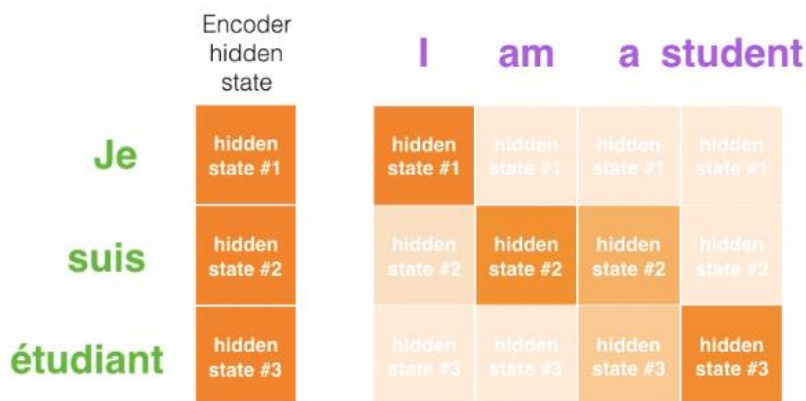 Encoder
hidden
state
I am a student
Je
hidden
state #1
hidden
state #1
hidden
state #1
hidden
state #1
hidden
state #1
suis
hidden
state #2
hidden
state #2
hidden
state #2
hidden
state #2
hidden
state #2
étudiant
hidden
state #3
hidden
state #3
hidden
state #3
hidden
state #3
hidden
state #3